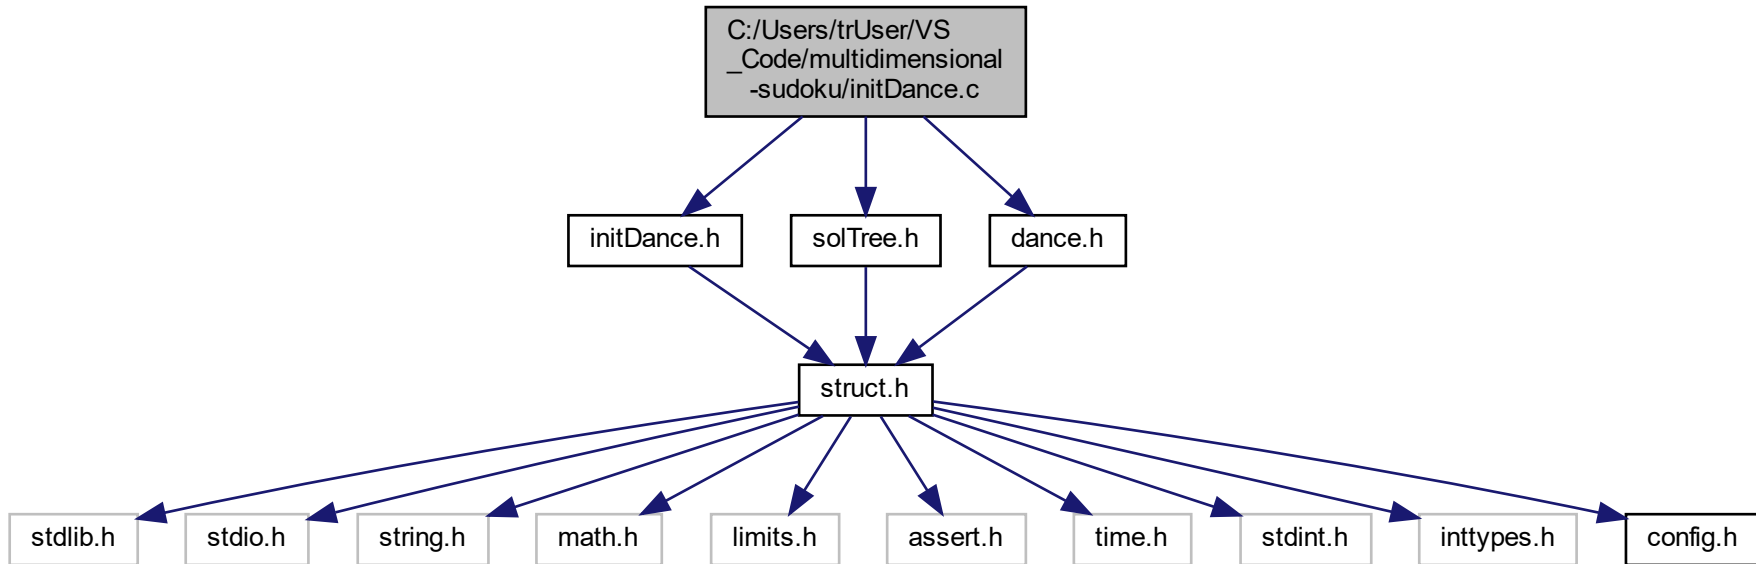 C:/Users/trUser/VS
_Code/multidimensional
-sudoku/initDance.c
initDance.h
solTree.h
dance.h
struct.h
stdlib.h
stdio.h
string.h
math.h
limits.h
assert.h
time.h
stdint.h
inttypes.h
config.h